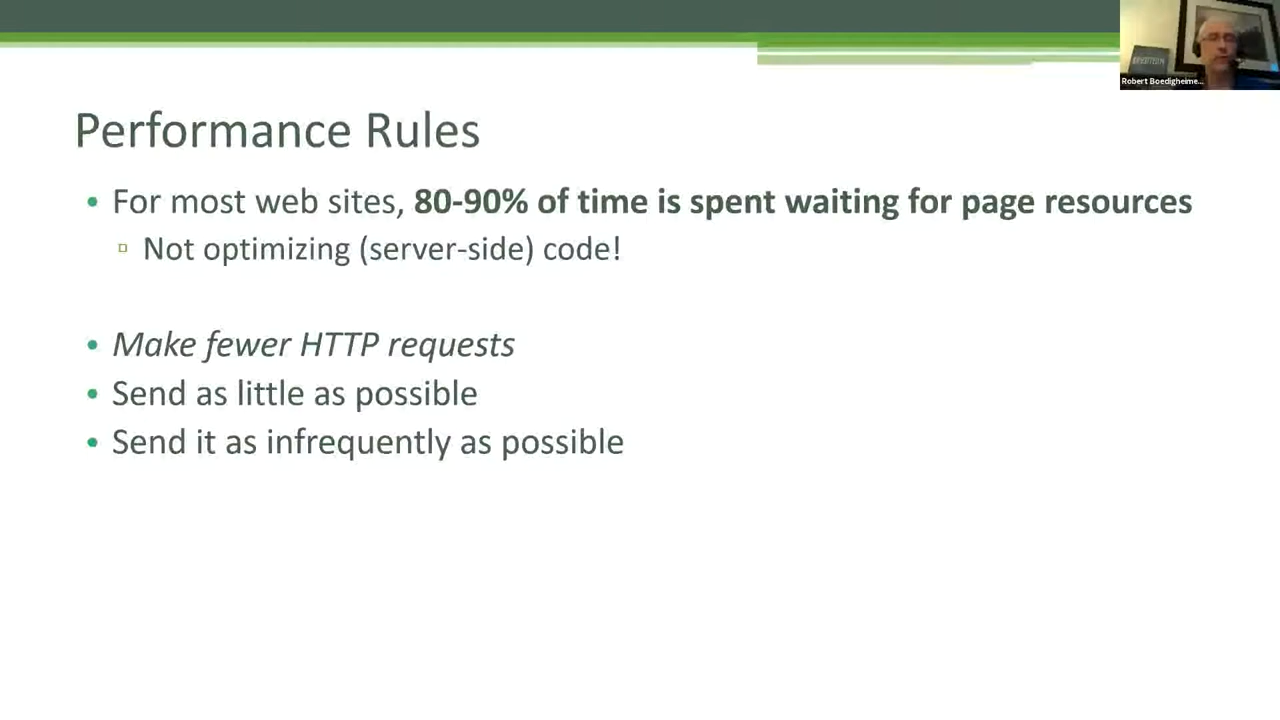 Performance Rules
• For most web sites, 80-90% of time is spent waiting for page resources
▫ Not optimizing (server-side) code!
• Make fewer HTTP requests
• Send as little as possible
• Send it as infrequently as possible
Robert Boedigheime...